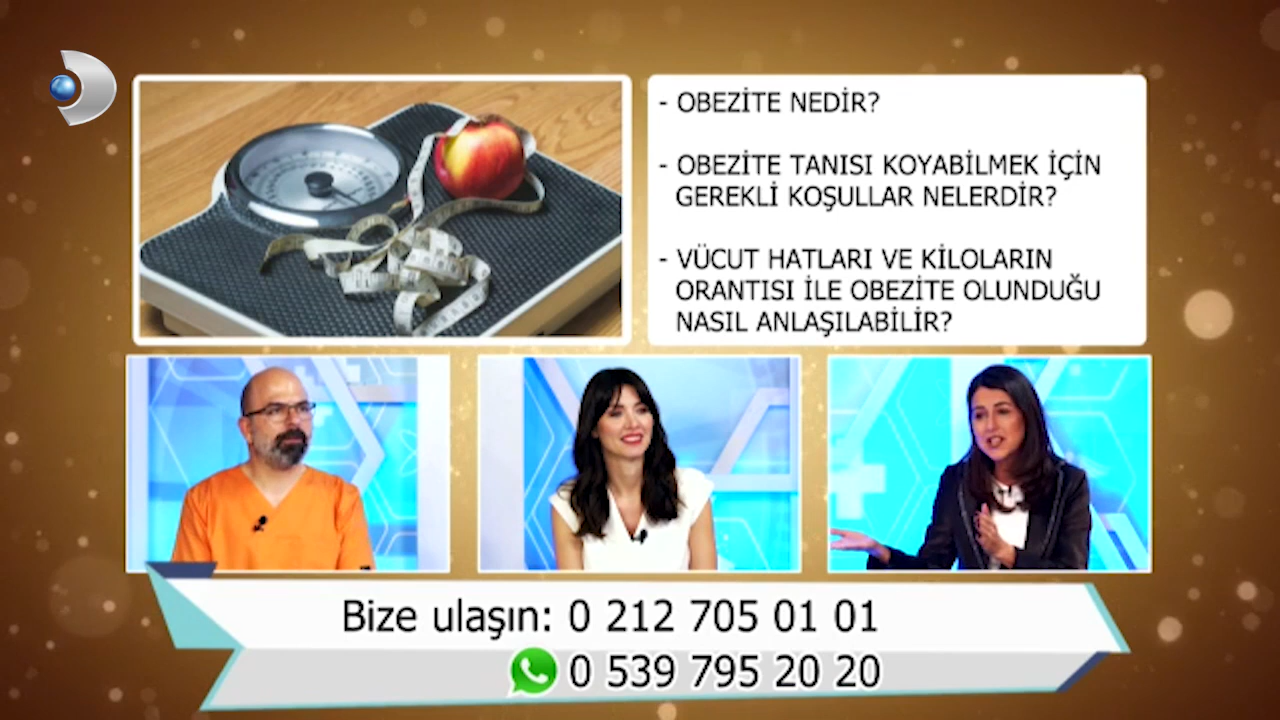 - OBEZİTE NEDİR?
- OBEZİTE TANISI KOYABİLMEK İÇİN
GEREKLİ KOŞULLAR NELERDİR?
- VÜCUT HATLARI VE KİLOLARIN
ORANTISI İLE OBEZİTE OLUNDUĞU
NASIL ANLAŞILABİLİR?
Bize ulaşın: 0 212 705 01 01
0 539 795 20 20